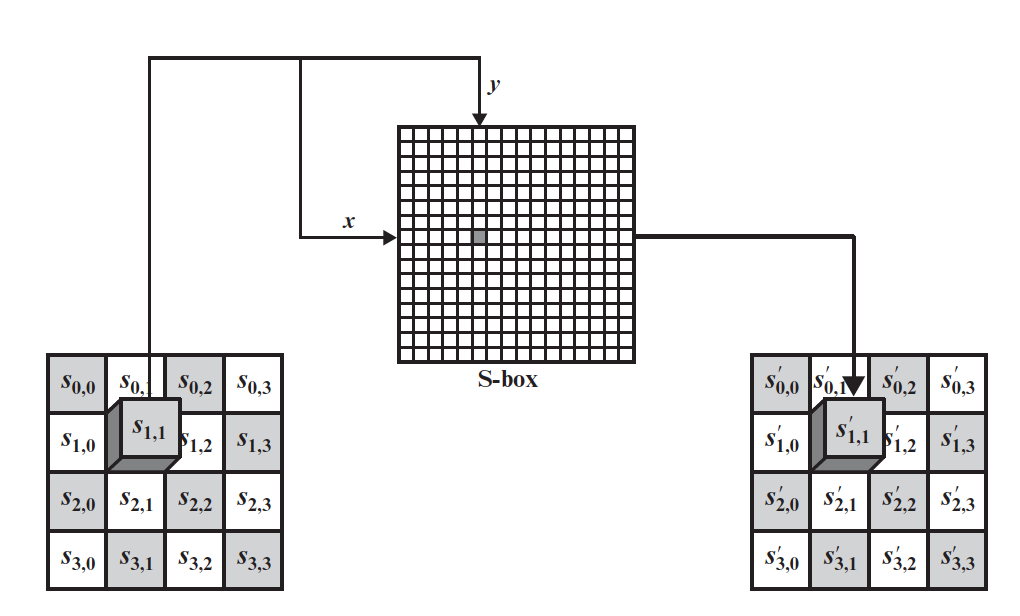 y
x
S-box
s0,0 s0,1 s0,2 s0,3
s1,0 s1,1 s1,2 s1,3
s2,0 s2,1 s2,2 s2,3
s3,0 s3,1 s3,2 s3,3
s′0,0 s′0,1 s′0,2 s′0,3
s′1,0 s′1,1 s′1,2 s′1,3
s′2,0 s′2,1 s′2,2 s′2,3
s′3,0 s′3,1 s′3,2 s′3,3